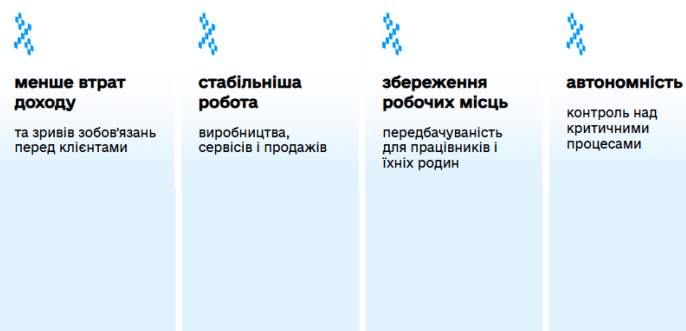 менше втрат
доходу
та зривів зобов'язань
перед клієнтами
стабільніша
робота
виробництва,
сервісів і продажів
збереження
робочих місць
передбачуваність
для працівників і
їхніх родин
автономність
контроль над
критичними
процесами